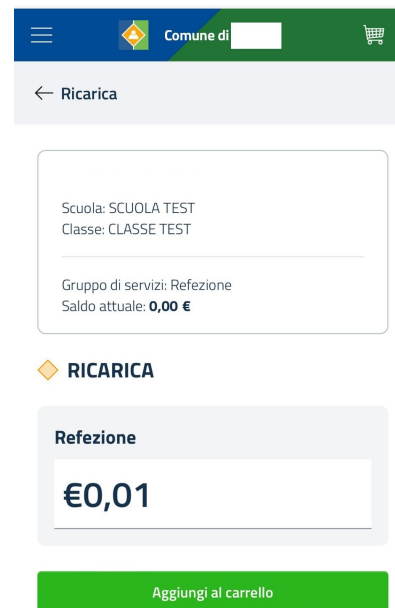 Comune di
Ricarica
Scuola: SCUOLA TEST
Classe: CLASSE TEST
Gruppo di servizi: Refezione
Saldo attuale: 0,00 €
RICARICA
Refezione
€0,01
Aggiungi al carrello